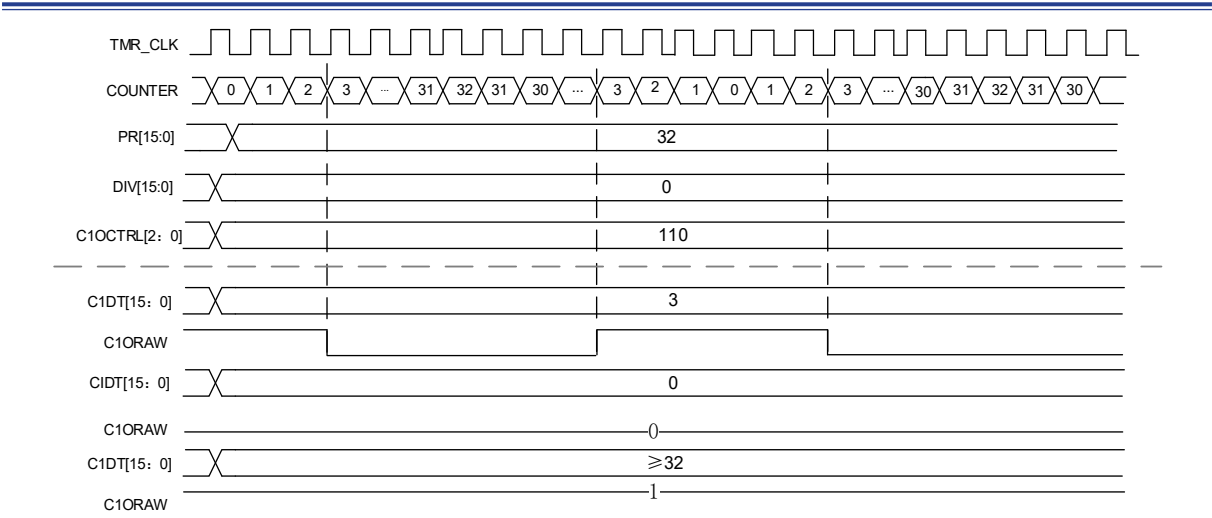 TMR_CLK
COUNTER 0 1 2 3 ... 31 32 31 30 ... 3 2 1 0 1 2 3 ... 30 31 32 31 30
PR[15:0] 32
DIV[15:0] 0
C1OCTRL[2：0] 110
C1DT[15：0] 3
C1ORAW
CIDT[15：0] 0
C1ORAW 0
C1DT[15：0] ≥32
C1ORAW 1